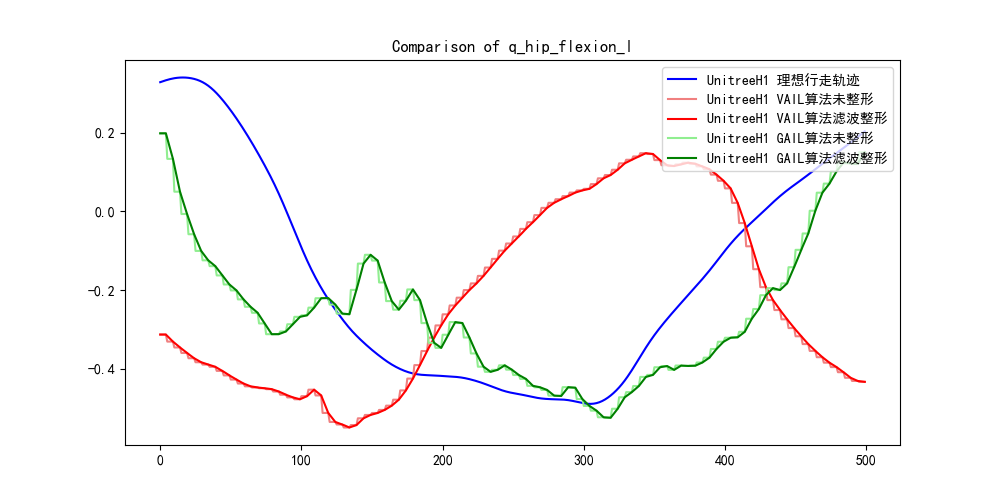 Comparison of q_hip_flexion_l
UnitreeH1 理想行走轨迹
UnitreeH1 VAIL算法未整形
UnitreeH1 VAIL算法滤波整形
UnitreeH1 GAIL算法未整形
UnitreeH1 GAIL算法滤波整形
0.2
0.0
−0.2
−0.4
0 100 200 300 400 500